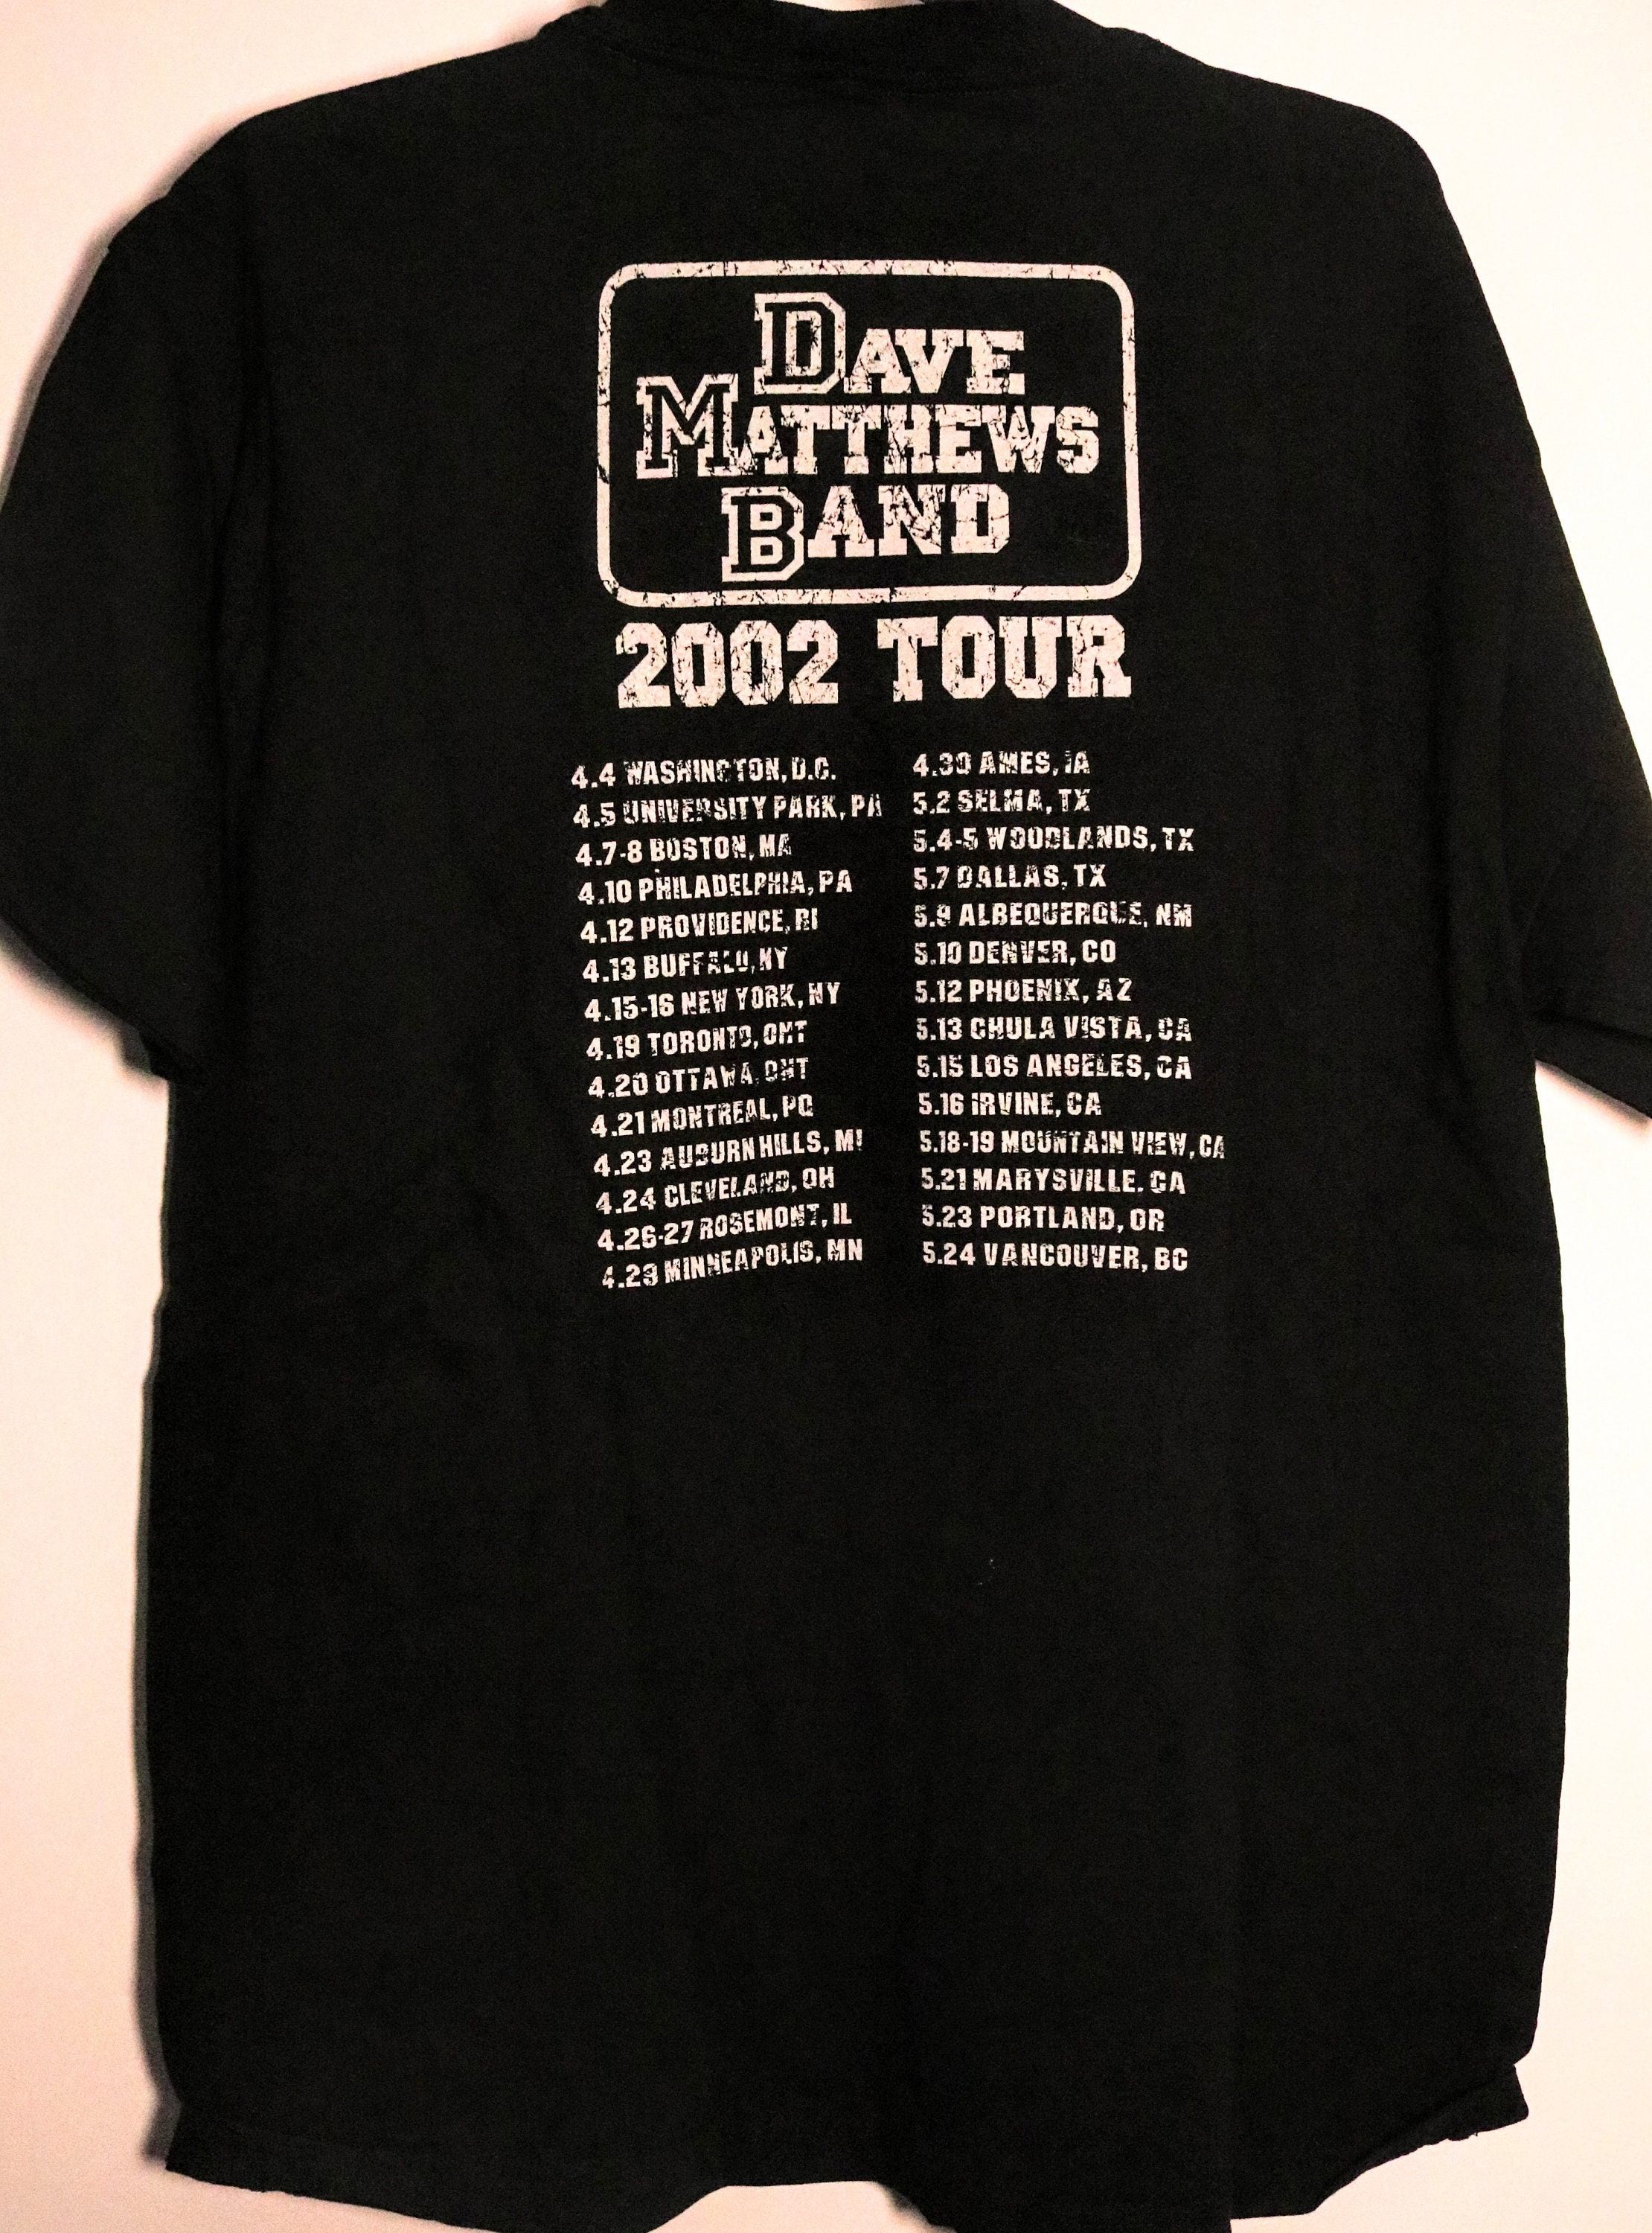 DAVE
MATTHEWS
BAND
2002 TOUR
4.4 WASHINGTON, D.C.
4.5 UNIVERSITY PARK, PA
4.7-8 BOSTON, MA
4.10 PHILADELPHIA, PA
4.12 PROVIDENCE, RI
4.13 BUFFALO, NY
4.15-16 NEW YORK, NY
4.19 TORONTO, ONT
4.20 OTTAWA, ONT
4.21 MONTREAL, PQ
4.23 AUBURN HILLS, MI
4.24 CLEVELAND, OH
4.26-27 ROSEMONT, IL
4.29 MINNEAPOLIS, MN
4.30 AMES, IA
5.2 SELMA, TX
5.4-5 WOODLANDS, TX
5.7 DALLAS, TX
5.9 ALBEQUERQUE, NM
5.10 DENVER, CO
5.12 PHOENIX, AZ
5.13 CHULA VISTA, CA
5.15 LOS ANGELES, CA
5.16 IRVINE, CA
5.18-19 MOUNTAIN VIEW, CA
5.21 MARYSVILLE. CA
5.23 PORTLAND, OR
5.24 VANCOUVER, BC